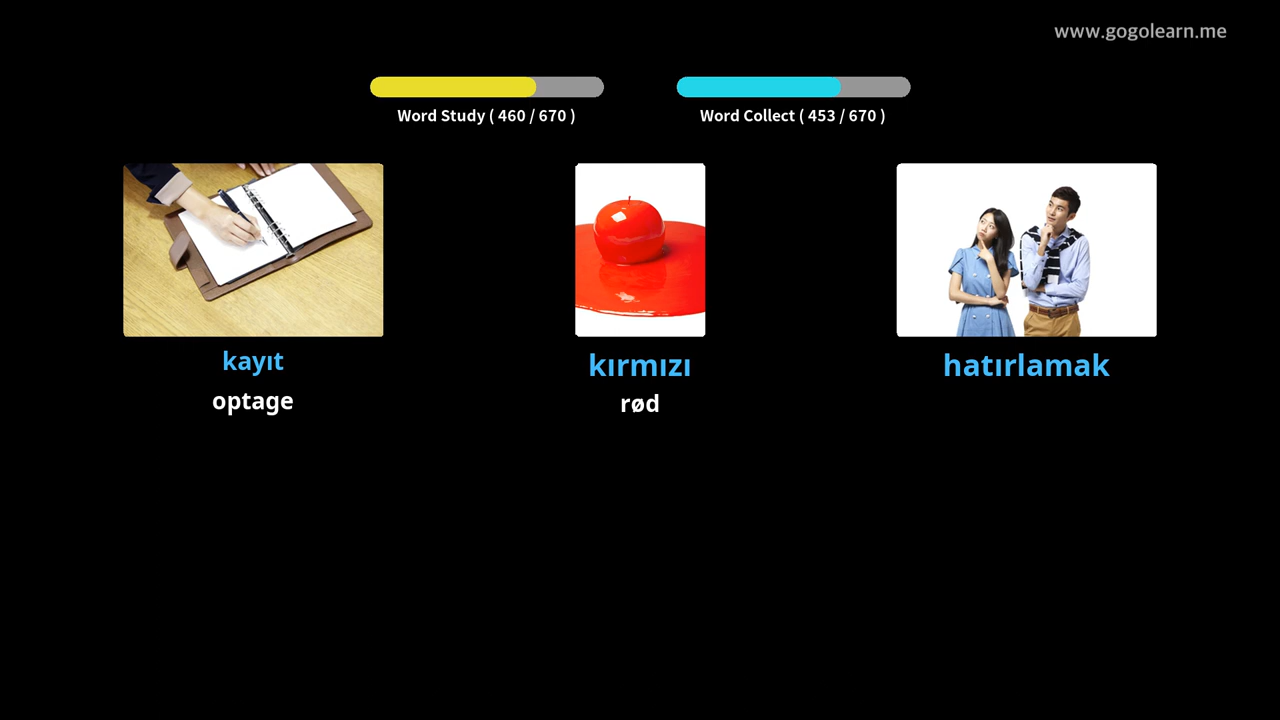 www.gogolearn.me
Word Study ( 460 / 670 )
Word Collect ( 453 / 670 )
kayıt
optage
kırmızı
rød
hatırlamak